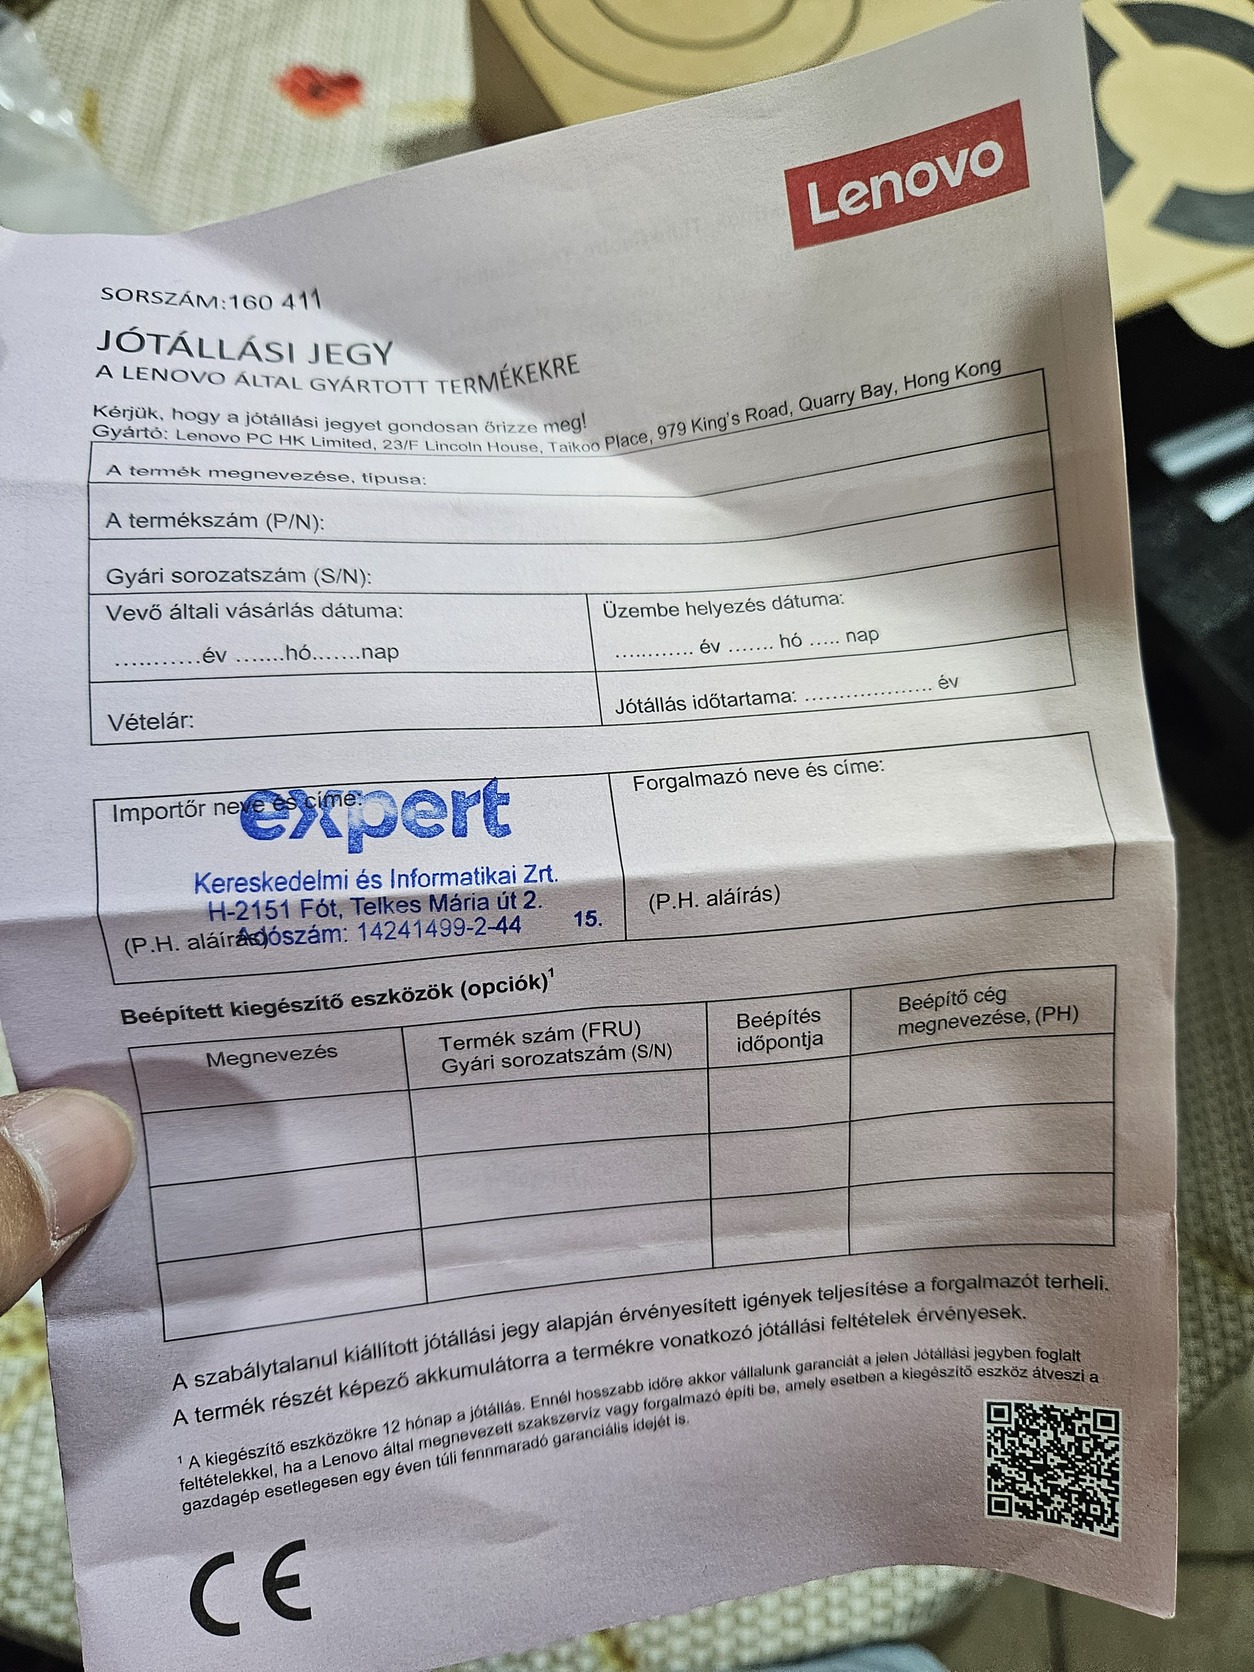 Lenovo
SORSZÁM:160 411
JÓTÁLLÁSI JEGY
A LENOVO ÁLTAL GYÁRTOTT TERMÉKEKRE
Kérjük, hogy a jótállási jegyet gondosan őrizze meg!
Gyártó: Lenovo PC HK Limited, 23/F Lincoln House, Taikoo Place, 979 King's Road, Quarry Bay, Hong Kong
A termék megnevezése, típusa:
A termékszám (P/N):
Gyári sorozatszám (S/N):
Vevő általi vásárlás dátuma:
...........év .......hó.......nap
Üzembe helyezés dátuma:
............ év ....... hó ..... nap
Vételár:
Jótállás időtartama: .................... év
Importőr neve és címe:
expert
Kereskedelmi és Informatikai Zrt.
H-2151 Fót, Telkes Mária út 2.
Adószám: 14241499-2-44
15.
(P.H. aláírás)
Forgalmazó neve és címe:
(P.H. aláírás)
Beépített kiegészítő eszközök (opciók)¹
Megnevezés
Termék szám (FRU)
Gyári sorozatszám (S/N)
Beépítés
időpontja
Beépítő cég
megnevezése, (PH)
A szabálytalanul kiállított jótállási jegy alapján érvényesített igények teljesítése a forgalmazót terheli.
A termék részét képező akkumulátorra a termékre vonatkozó jótállási feltételek érvényesek.
¹ A kiegészítő eszközökre 12 hónap a jótállás. Ennél hosszabb időre akkor vállalunk garanciát a jelen Jótállási jegyben foglalt
feltételekkel, ha a Lenovo által megnevezett szakszerviz vagy forgalmazó építi be, amely esetben a kiegészítő eszköz átveszi a
gazdagép esetlegesen egy éven túli fennmaradó garanciális idejét is.
CE